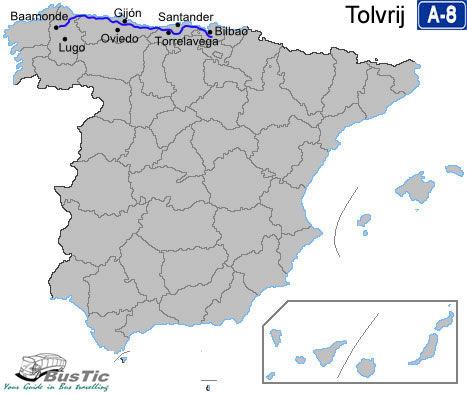 Tolvrij A-8
Baamonde
Gijón
Santander
Lugo
Oviedo
Torrelavega
Bilbao
BusTic
Your Guide in Bus travelling